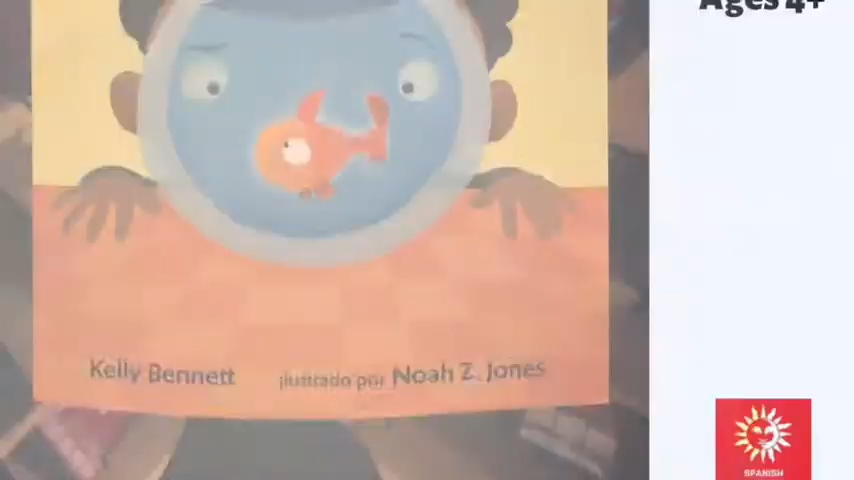 Ages 4+
Kelly Bennett
ilustrado por Noah Z. Jones
SPANISH